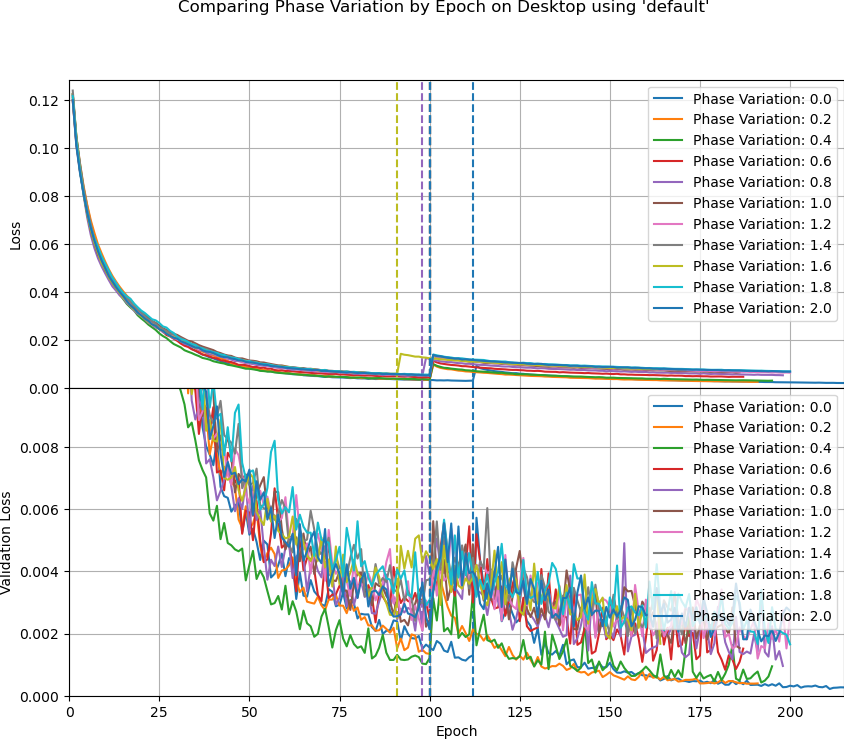 Comparing Phase Variation by Epoch on Desktop using 'default'
Loss
0.12
0.10
0.08
0.06
0.04
0.02
0.00
Phase Variation: 0.0
Phase Variation: 0.2
Phase Variation: 0.4
Phase Variation: 0.6
Phase Variation: 0.8
Phase Variation: 1.0
Phase Variation: 1.2
Phase Variation: 1.4
Phase Variation: 1.6
Phase Variation: 1.8
Phase Variation: 2.0
Validation Loss
0.008
0.006
0.004
0.002
0.000
Phase Variation: 0.0
Phase Variation: 0.2
Phase Variation: 0.4
Phase Variation: 0.6
Phase Variation: 0.8
Phase Variation: 1.0
Phase Variation: 1.2
Phase Variation: 1.4
Phase Variation: 1.6
Phase Variation: 1.8
Phase Variation: 2.0
0 25 50 75 100 125 150 175 200
Epoch